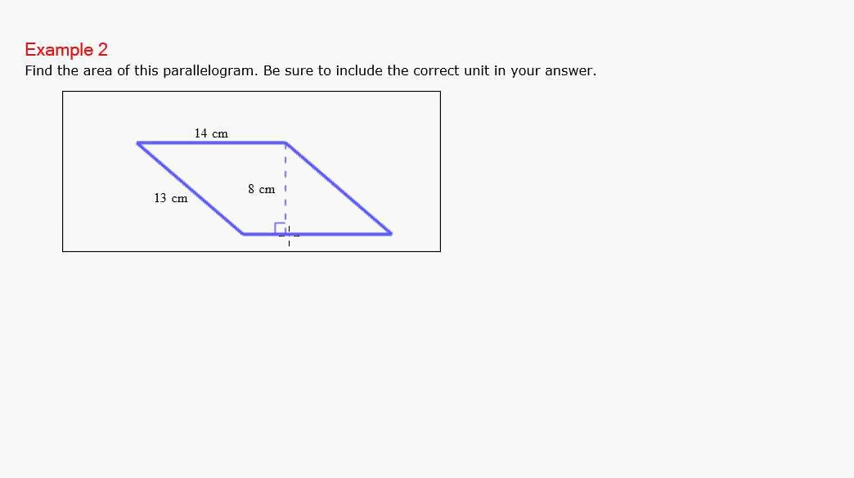 Example 2
Find the area of this parallelogram. Be sure to include the correct unit in your answer.
14 cm
8 cm
13 cm